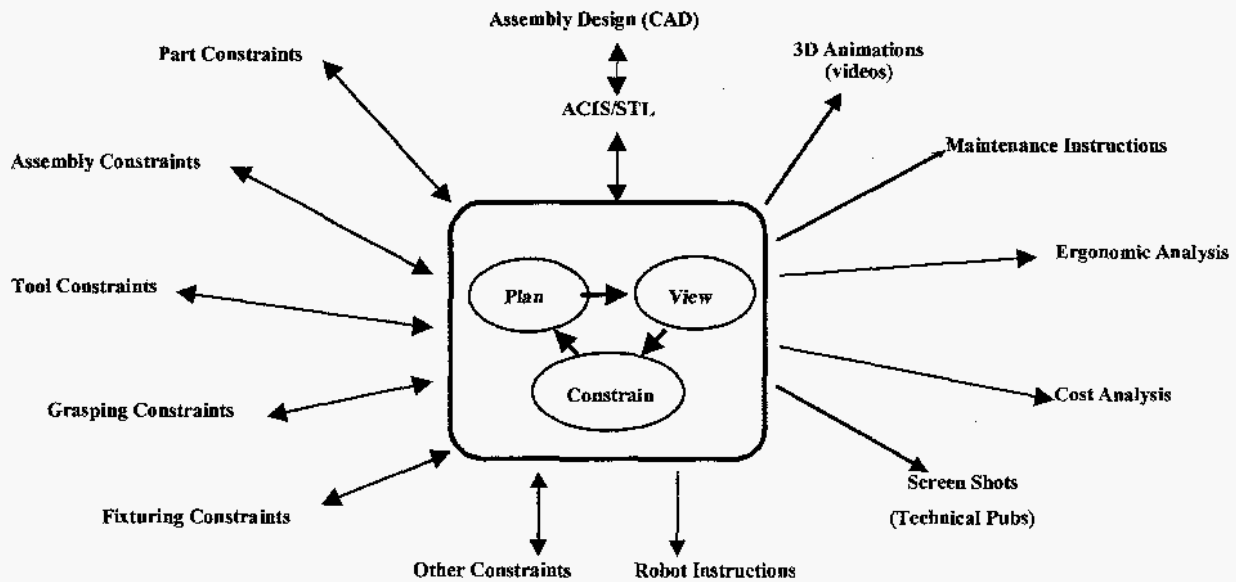 Assembly Design (CAD)
Part Constraints
3D Animations
(videos)
ACIS/STL
Assembly Constraints
Maintenance Instructions
Tool Constraints
Ergonomic Analysis
Plan
View
Constrain
Grasping Constraints
Cost Analysis
Fixturing Constraints
Screen Shots
(Technical Pubs)
Other Constraints
Robot Instructions